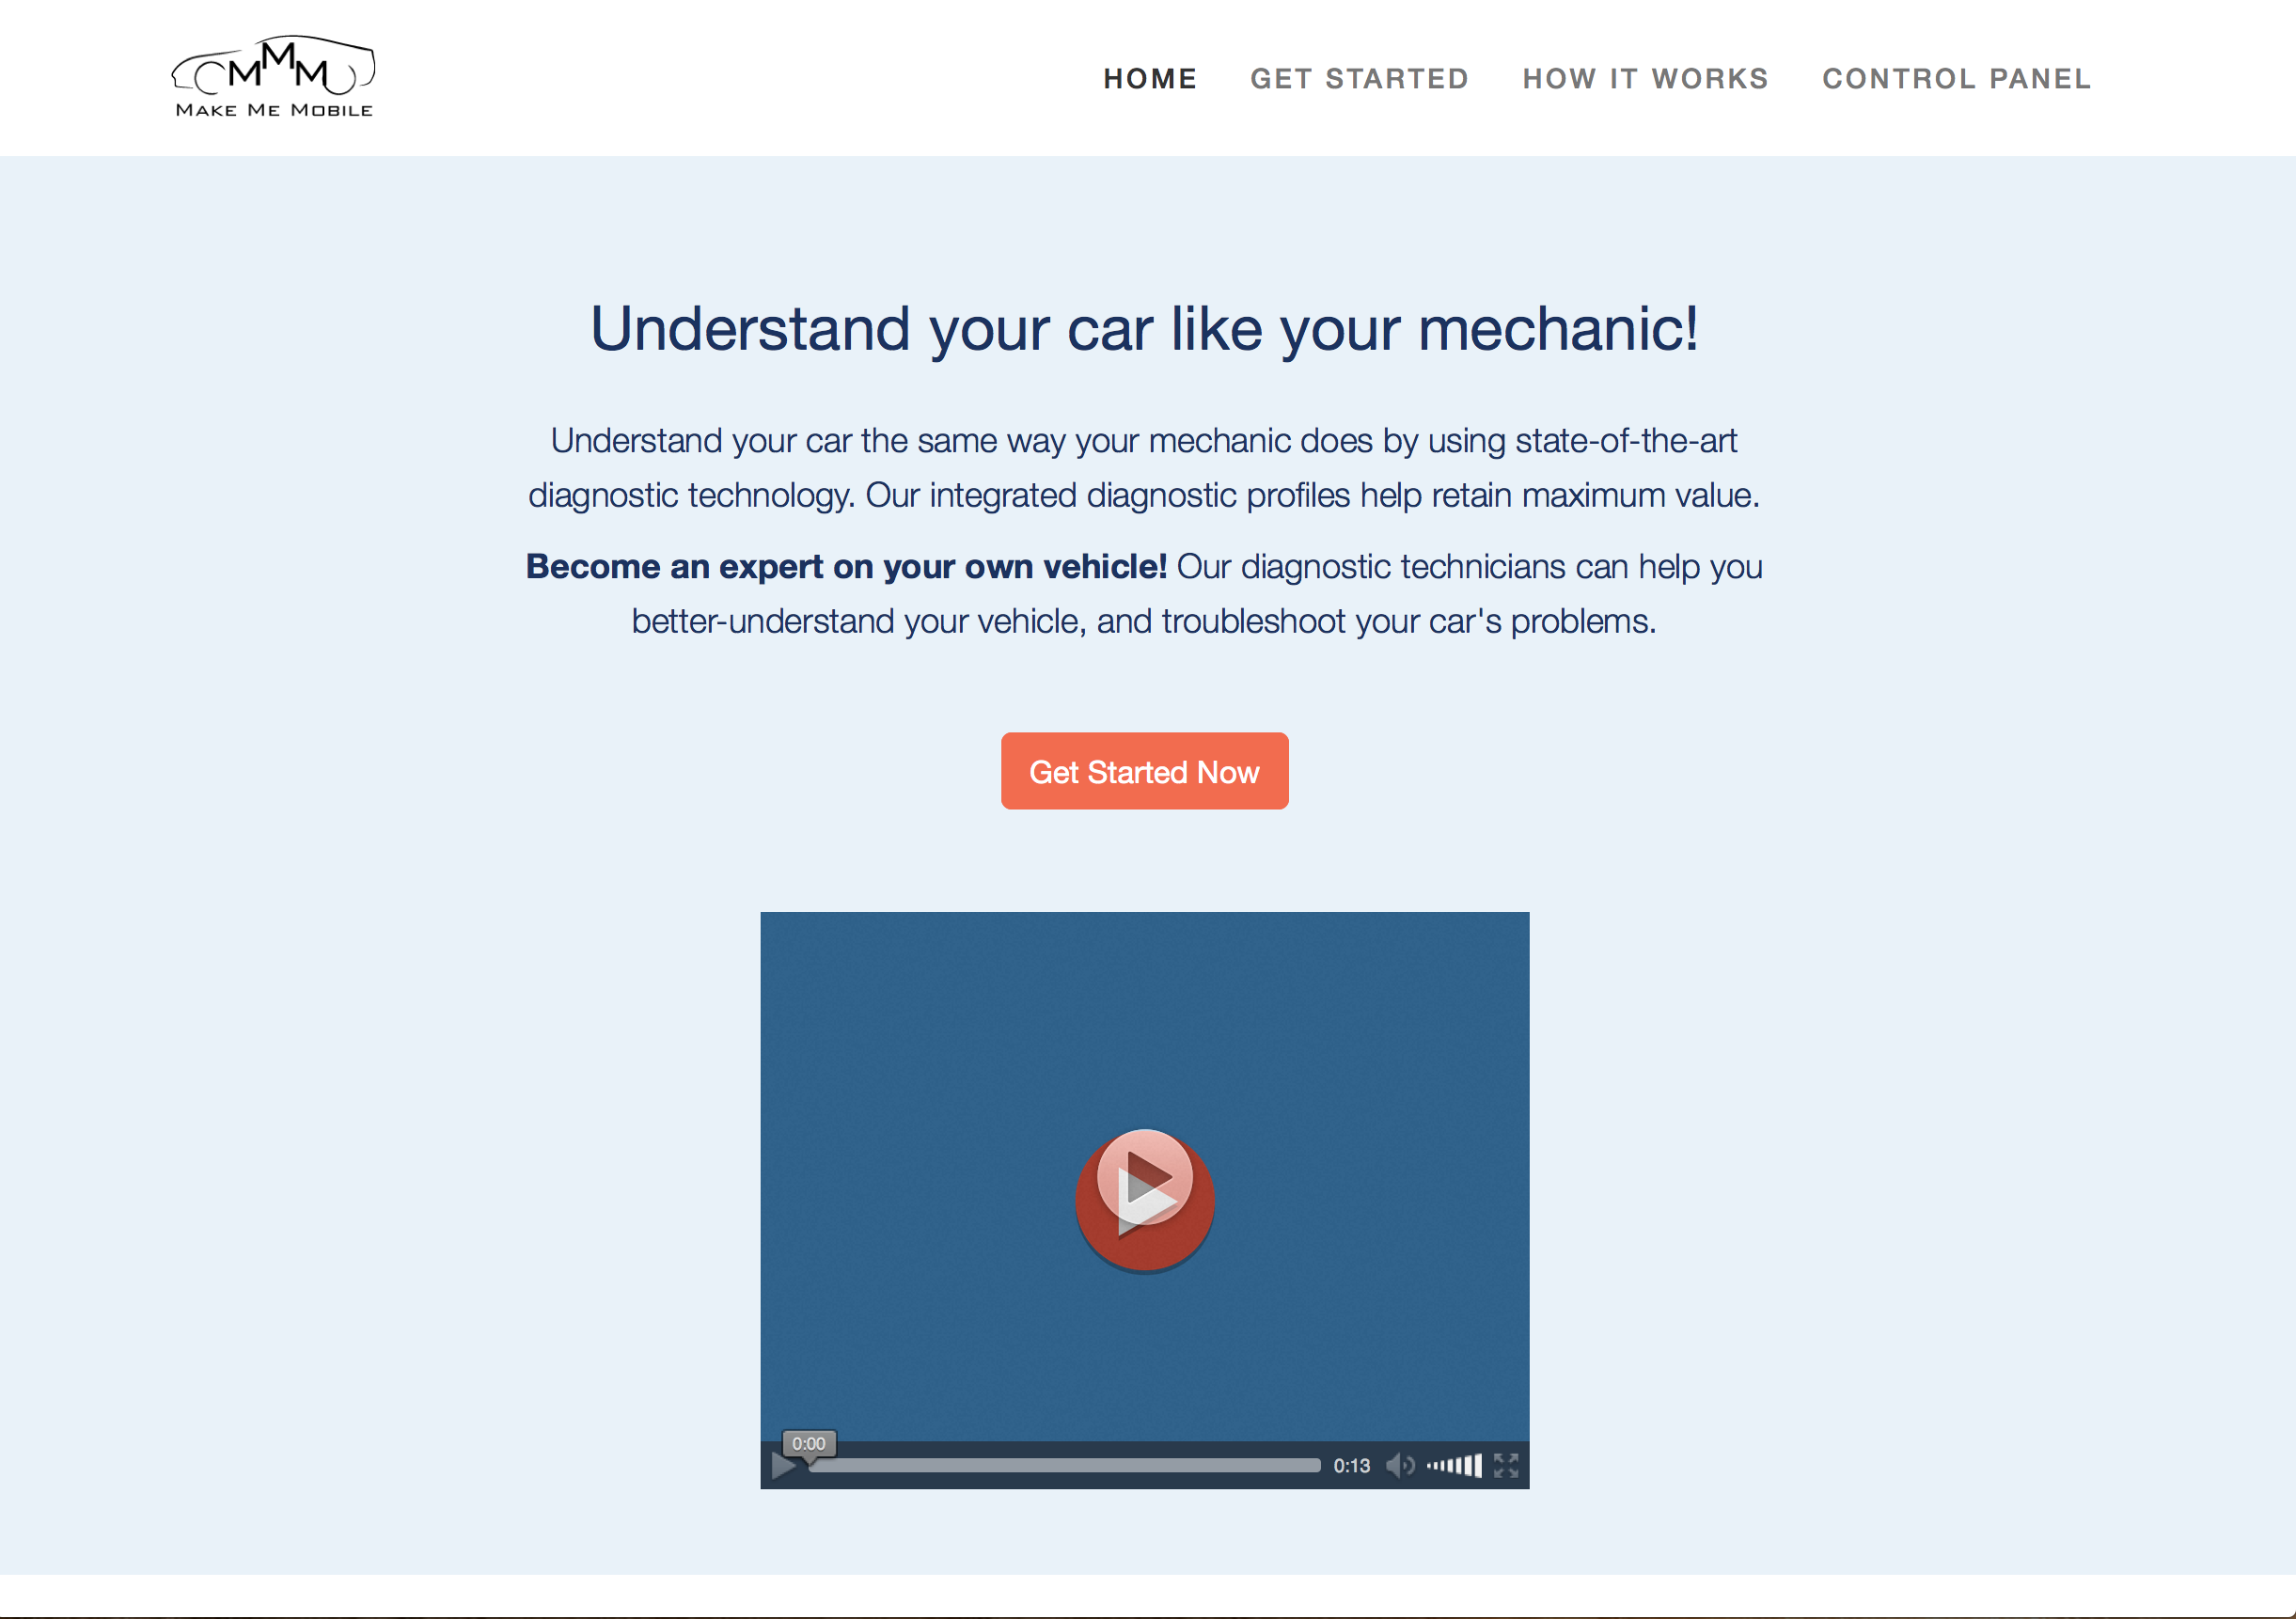 MMM
MAKE ME MOBILE
HOME GET STARTED HOW IT WORKS CONTROL PANEL
Understand your car like your mechanic!
Understand your car the same way your mechanic does by using state-of-the-art
diagnostic technology. Our integrated diagnostic profiles help retain maximum value.
Become an expert on your own vehicle! Our diagnostic technicians can help you
better-understand your vehicle, and troubleshoot your car's problems.
Get Started Now
0:00
0:13